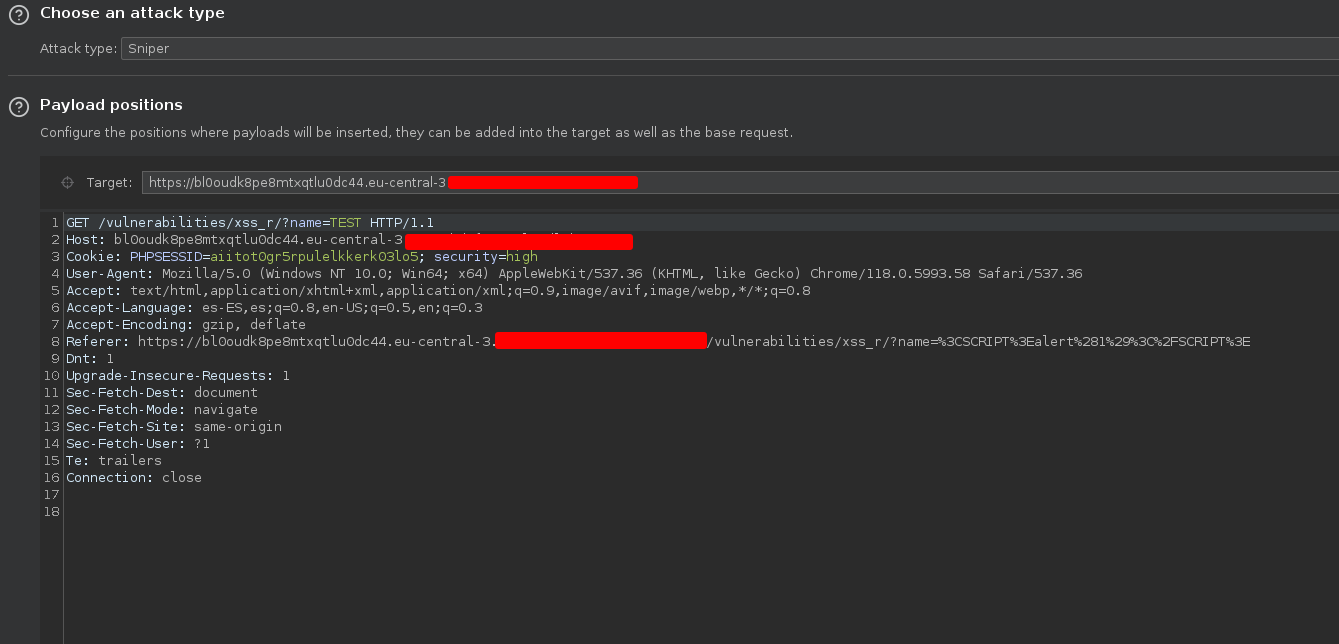 Choose an attack type
Attack type: Sniper
Payload positions
Configure the positions where payloads will be inserted, they can be added into the target as well as the base request.
Target: https://bl0oudk8pe8mtxqtlu0dc44.eu-central-3
1 GET /vulnerabilities/xss_r/?name=TEST HTTP/1.1
2 Host: bl0oudk8pe8mtxqtlu0dc44.eu-central-3
3 Cookie: PHPSESSID=aiitot0gr5rpulelkkerk03lo5; security=high
4 User-Agent: Mozilla/5.0 (Windows NT 10.0; Win64; x64) AppleWebKit/537.36 (KHTML, like Gecko) Chrome/118.0.5993.58 Safari/537.36
5 Accept: text/html,application/xhtml+xml,application/xml;q=0.9,image/avif,image/webp,*/*;q=0.8
6 Accept-Language: es-ES,es;q=0.8,en-US;q=0.5,en;q=0.3
7 Accept-Encoding: gzip, deflate
8 Referer: https://bl0oudk8pe8mtxqtlu0dc44.eu-central-3. /vulnerabilities/xss_r/?name=%3CSCRIPT%3Ealert%281%29%3C%2FSCRIPT%3E
9 Dnt: 1
10 Upgrade-Insecure-Requests: 1
11 Sec-Fetch-Dest: document
12 Sec-Fetch-Mode: navigate
13 Sec-Fetch-Site: same-origin
14 Sec-Fetch-User: ?1
15 Te: trailers
16 Connection: close
17
18